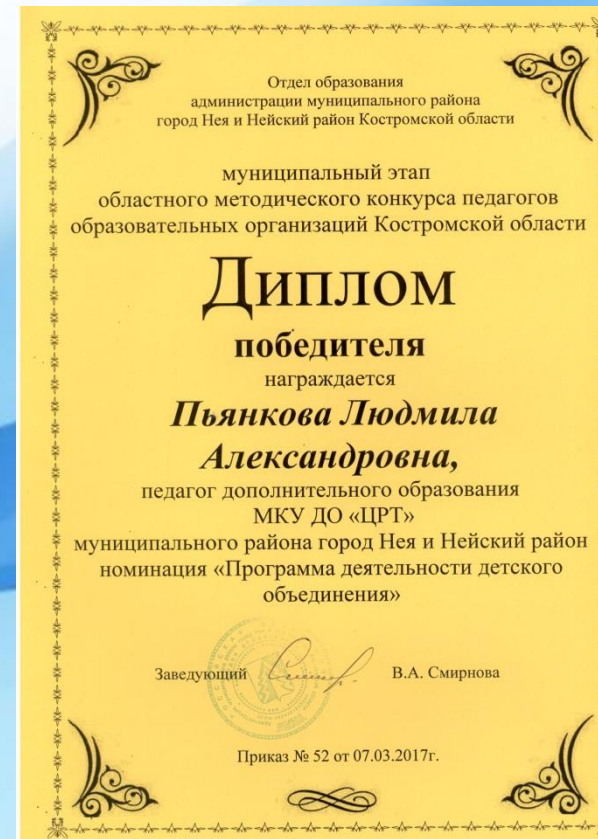 Отдел образования
администрации муниципального района
город Нея и Нейский район Костромской области
муниципальный этап
областного методического конкурса педагогов
образовательных организаций Костромской области
Диплом
победителя
награждается
Пьянкова Людмила
Александровна,
педагог дополнительного образования
МКУ ДО «ЦРТ»
муниципального района город Нея и Нейский район
номинация «Программа деятельности детского
объединения»
Заведующий В.А. Смирнова
Приказ № 52 от 07.03.2017г.